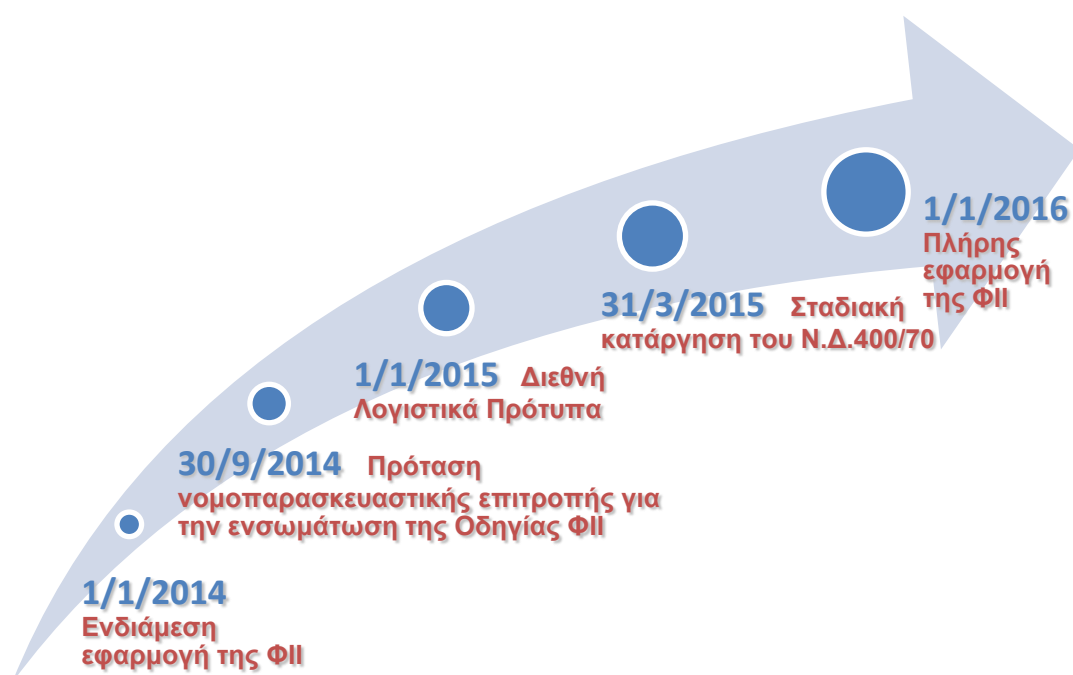 1/1/2014
Ενδιάμεση
εφαρμογή της ΦΙΙ
30/9/2014 Πρόταση
νομοπαρασκευαστικής επιτροπής για
την ενσωμάτωση της Οδηγίας ΦΙΙ
1/1/2015 Διεθνή
Λογιστικά Πρότυπα
31/3/2015 Σταδιακή
κατάργηση του Ν.Δ.400/70
1/1/2016
Πλήρης
εφαρμογή
της ΦΙΙ